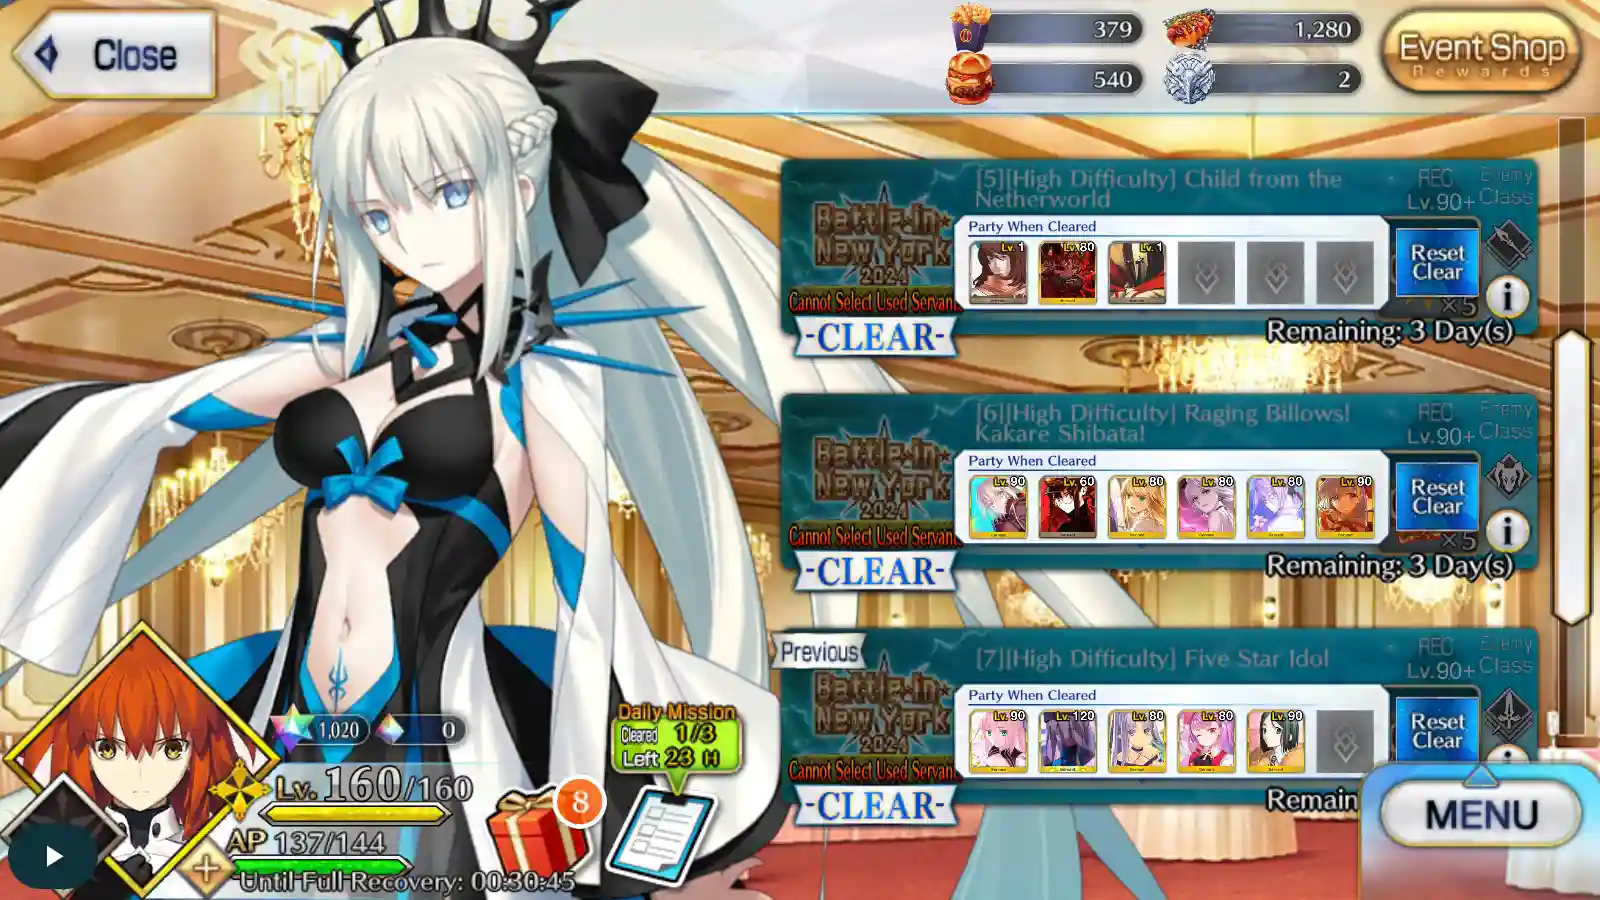 Close
379
1,280
540
2
Event Shop
Rewards
[5][High Difficulty] Child from the
Netherworld
REC
Lv.90+
Enemy
Class
Battle in
New York
2024
Cannot Select Used Servant
-CLEAR-
Party When Cleared
Lv. 1
Lv. 80
Lv. 1
Reset
Clear
×5
Remaining: 3 Day(s)
[6][High Difficulty] Raging Billows!
Kakare Shibata!
REC
Lv.90+
Enemy
Class
Battle in
New York
2024
Cannot Select Used Servant
-CLEAR-
Party When Cleared
Lv. 90
Lv. 60
Lv. 80
Lv. 80
Lv. 80
Lv. 90
Reset
Clear
×5
Remaining: 3 Day(s)
Previous
[7][High Difficulty] Five Star Idol
REC
Lv.90+
Enemy
Class
Battle in
New York
2024
Cannot Select Used Servant
-CLEAR-
Party When Cleared
Lv. 90
Lv. 120
Lv. 80
Lv. 80
Lv. 90
Reset
Clear
Remain
MENU
1,020
0
Lv. 160/160
AP 137/144
Until Full Recovery: 00:30:45
8
Daily Mission
Cleared 1/3
Left 23 H